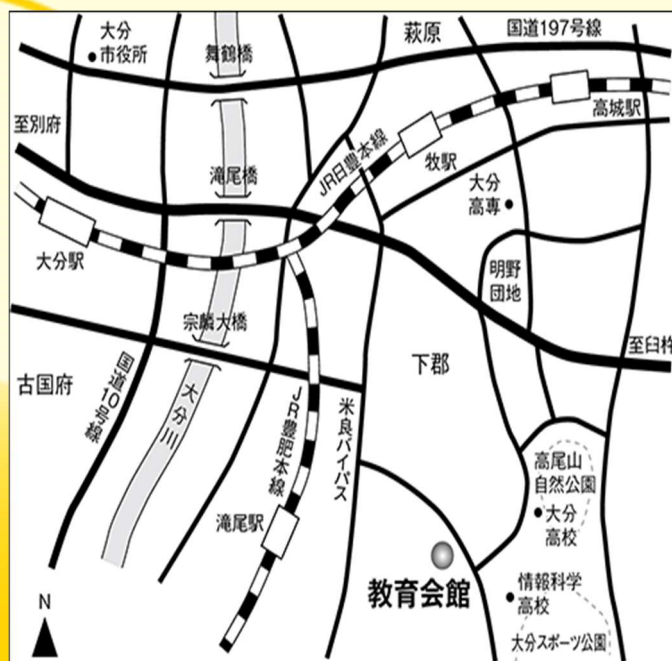 大分
市役所
舞鶴橋
萩原
国道197号線
高城駅
至別府
滝尾橋
JR日豊本線
牧駅
大分
高専
大分駅
明野
団地
宗麟大橋
至臼杵
古国府
国道10号線
大分川
JR豊肥本線
米良バイパス
下郡
滝尾駅
高尾山
自然公園
大分
高校
教育会館
情報科学
高校
大分スポーツ公園
N